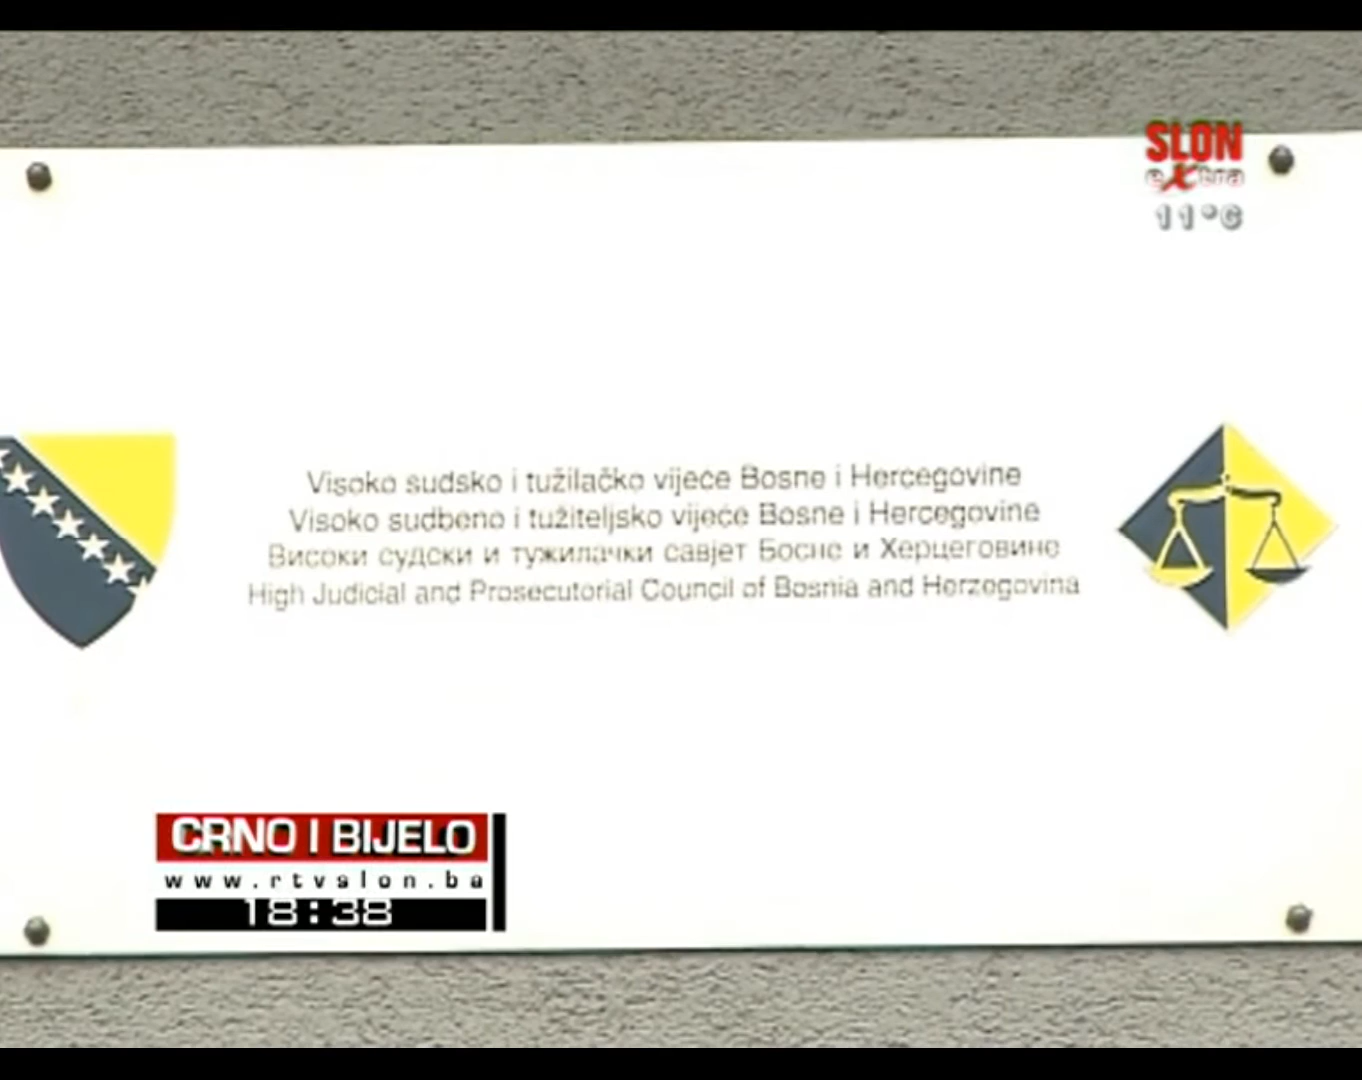 SLON
extra
11°C
Visoko sudsko i tužilačko vijeće Bosne i Hercegovine
Visoko sudbeno i tužiteljsko vijeće Bosne i Hercegovine
Високи судски и тужилачки савјет Босне и Херцеговине
High Judicial and Prosecutorial Council of Bosnia and Herzegovina
CRNO I BIJELO
www.rtvslon.ba
18:38